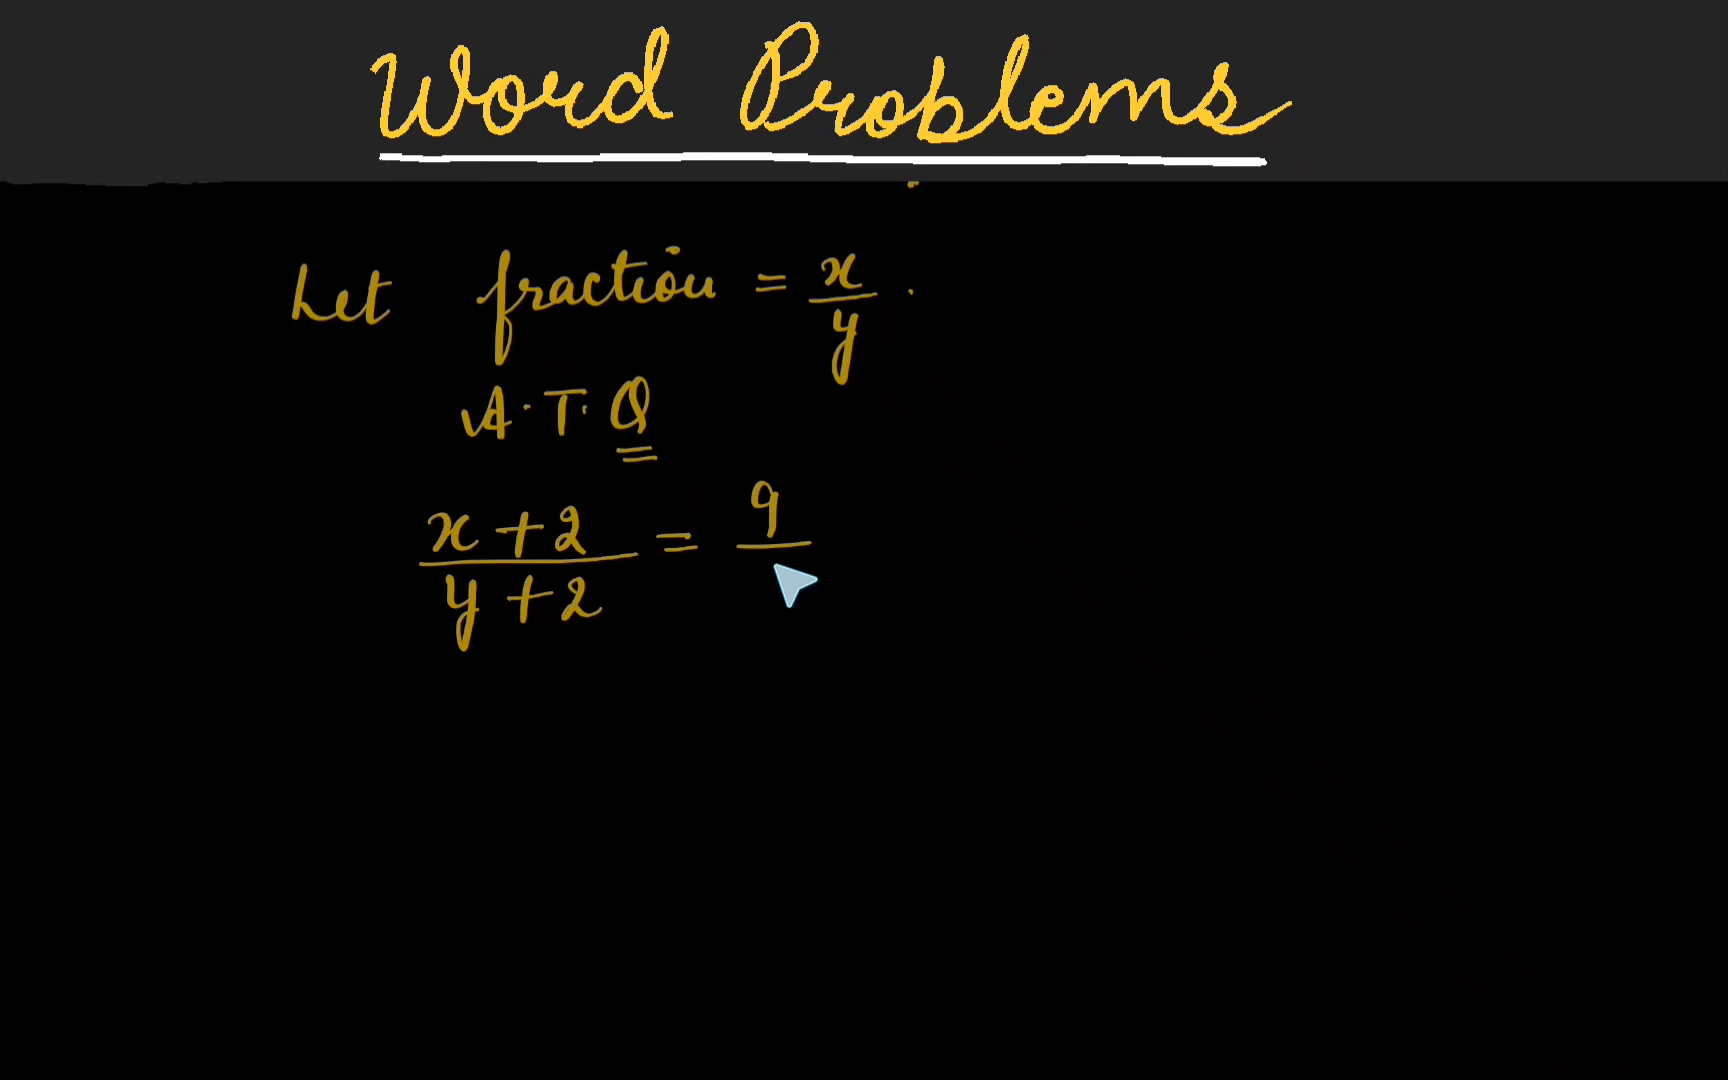 Word Problems
Let fraction = x/y .
A.T.Q
x+2/y+2 = 9/